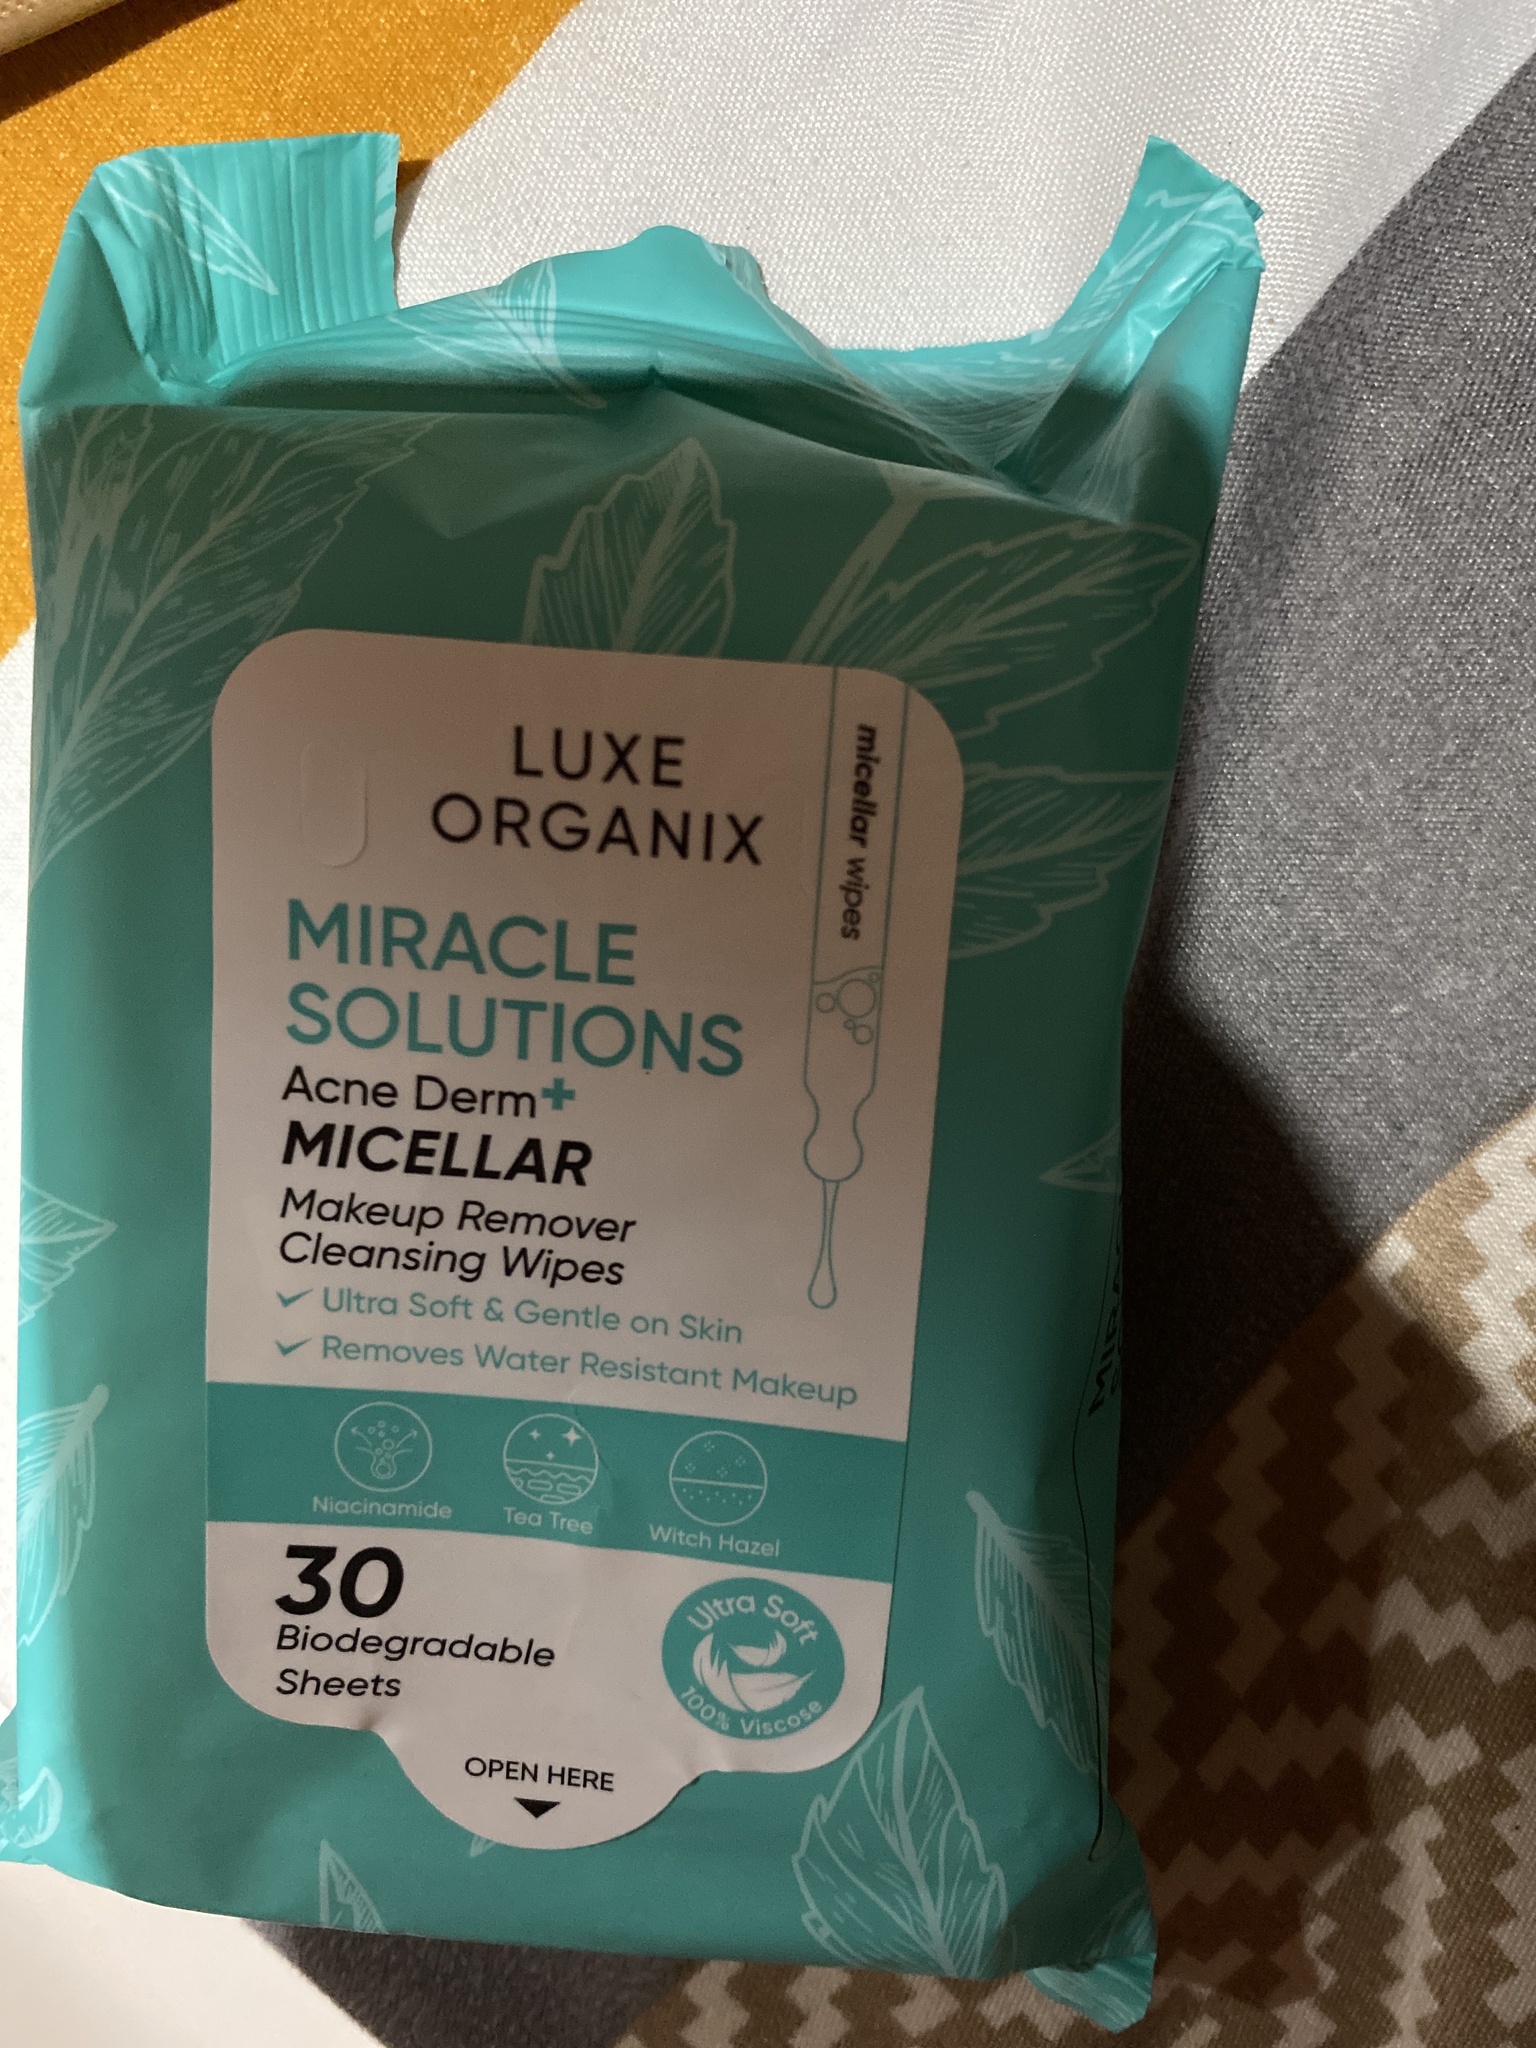 LUXE
ORGANIX
micellar wipes
MIRACLE
SOLUTIONS
Acne Derm+
MICELLAR
Makeup Remover
Cleansing Wipes
✓ Ultra Soft & Gentle on Skin
✓ Removes Water Resistant Makeup
Niacinamide
Tea Tree
Witch Hazel
30
Biodegradable
Sheets
Ultra Soft
100% Viscose
OPEN HERE